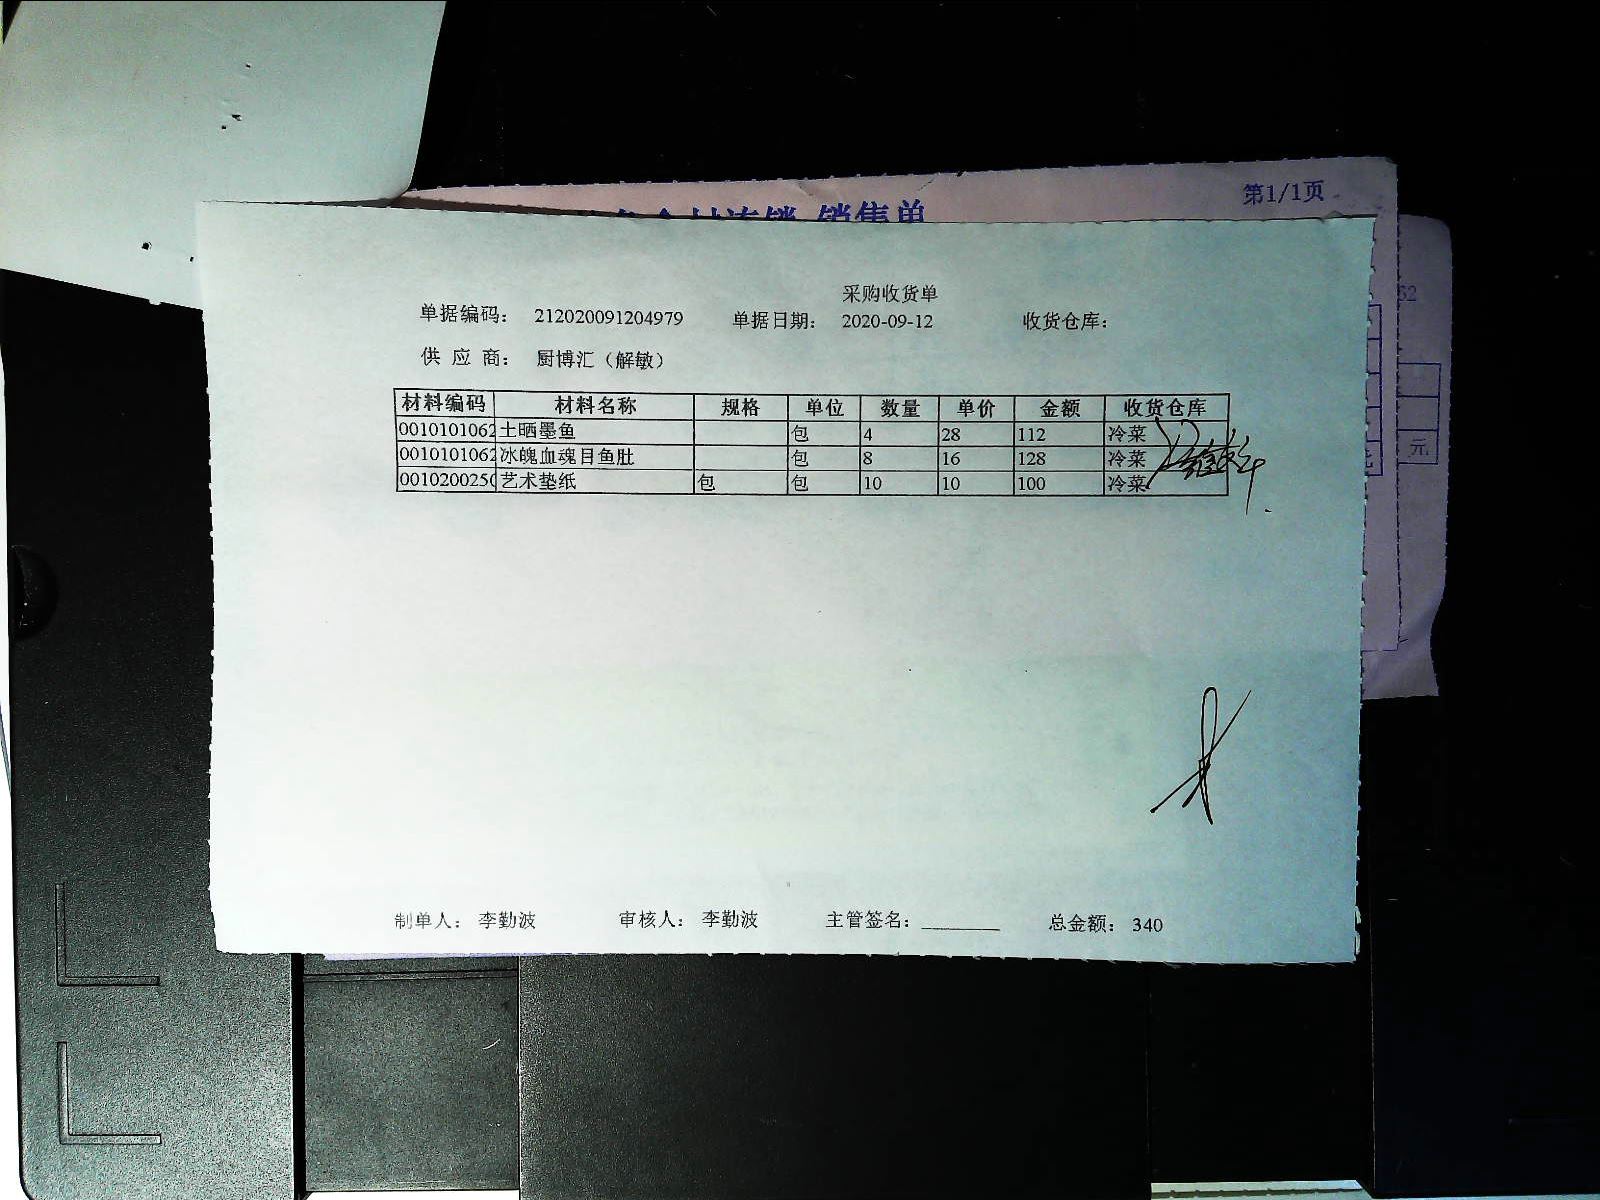 第1/1页
销售单
采购收货单
单据编码： 212020091204979 单据日期： 2020-09-12 收货仓库：
供 应 商： 厨博汇（解敏）
材料编码 材料名称 规格 单位 数量 单价 金额 收货仓库
0010101062 土晒墨鱼 包 4 28 112 冷菜
0010101062 冰魄血魂目鱼肚 包 8 16 128 冷菜
001020025 艺术垫纸 包 包 10 10 100 冷菜
元
制单人： 李勤波 审核人： 李勤波 主管签名： 总金额： 340